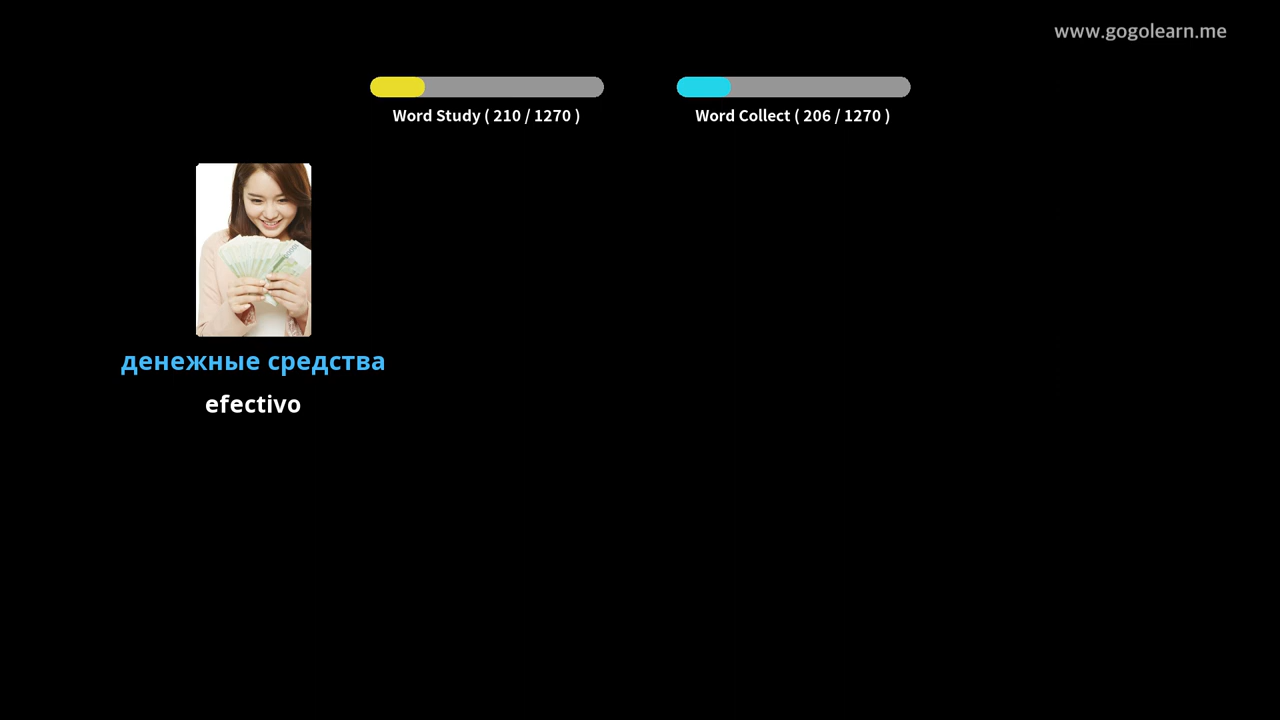 www.gogolearn.me
Word Study ( 210 / 1270 )
Word Collect ( 206 / 1270 )
денежные средства
efectivo